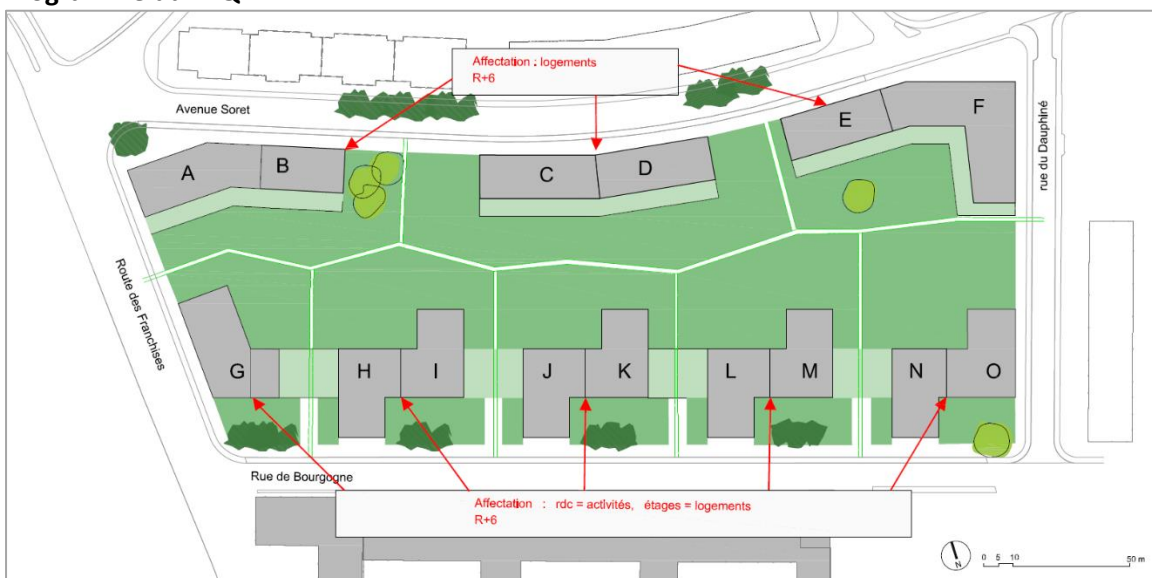 Affectation : logements
R+6
Avenue Soret
A
B
C
D
E
F
rue du Dauphiné
Route des Franchises
G
H
I
J
K
L
M
N
O
Rue de Bourgogne
Affectation : rdc = activités, étages = logements
R+6
N
0 5 10 50 m